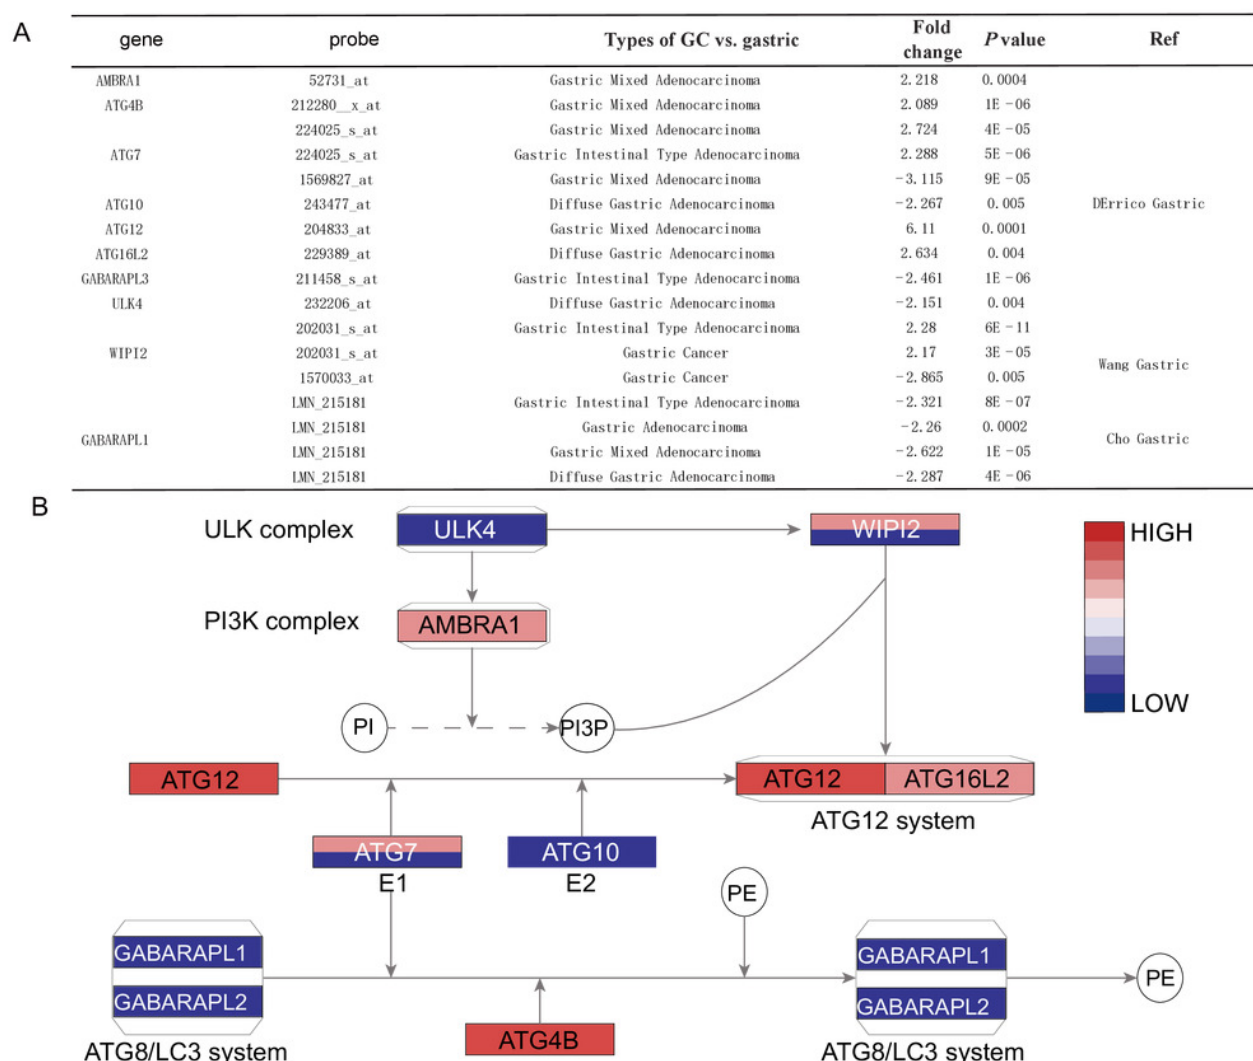 A
gene probe Types of GC vs. gastric Fold change P value Ref
AMBRA1 52731_at Gastric Mixed Adenocarcinoma 2.218 0.0004
ATG4B 212280__x_at Gastric Mixed Adenocarcinoma 2.089 1E-06
224025_s_at Gastric Mixed Adenocarcinoma 2.724 4E-05
ATG7 224025_s_at Gastric Intestinal Type Adenocarcinoma 2.288 5E-06
1569827_at Gastric Mixed Adenocarcinoma -3.115 9E-05
ATG10 243477_at Diffuse Gastric Adenocarcinoma -2.267 0.005 DErrico Gastric
ATG12 204833_at Gastric Mixed Adenocarcinoma 6.11 0.0001
ATG16L2 229389_at Diffuse Gastric Adenocarcinoma 2.634 0.004
GABARAPL3 211458_s_at Gastric Intestinal Type Adenocarcinoma -2.461 1E-06
ULK4 232206_at Diffuse Gastric Adenocarcinoma -2.151 0.004
202031_s_at Gastric Intestinal Type Adenocarcinoma 2.28 6E-11
WIPI2 202031_s_at Gastric Cancer 2.17 3E-05
Wang Gastric
1570033_at Gastric Cancer -2.865 0.005
LMN_215181 Gastric Intestinal Type Adenocarcinoma -2.321 8E-07
LMN_215181 Gastric Adenocarcinoma -2.26 0.0002
GABARAPL1 Cho Gastric
LMN_215181 Gastric Mixed Adenocarcinoma -2.622 1E-05
LMN_215181 Diffuse Gastric Adenocarcinoma -2.287 4E-06
B
ULK complex ULK4 WIPI2 HIGH
PI3K complex AMBRA1
LOW
PI PI3P
ATG12 ATG12 ATG16L2
ATG12 system
ATG7 ATG10
E1 E2
PE
GABARAPL1 GABARAPL1
PE
GABARAPL2 GABARAPL2
ATG4B
ATG8/LC3 system ATG8/LC3 system